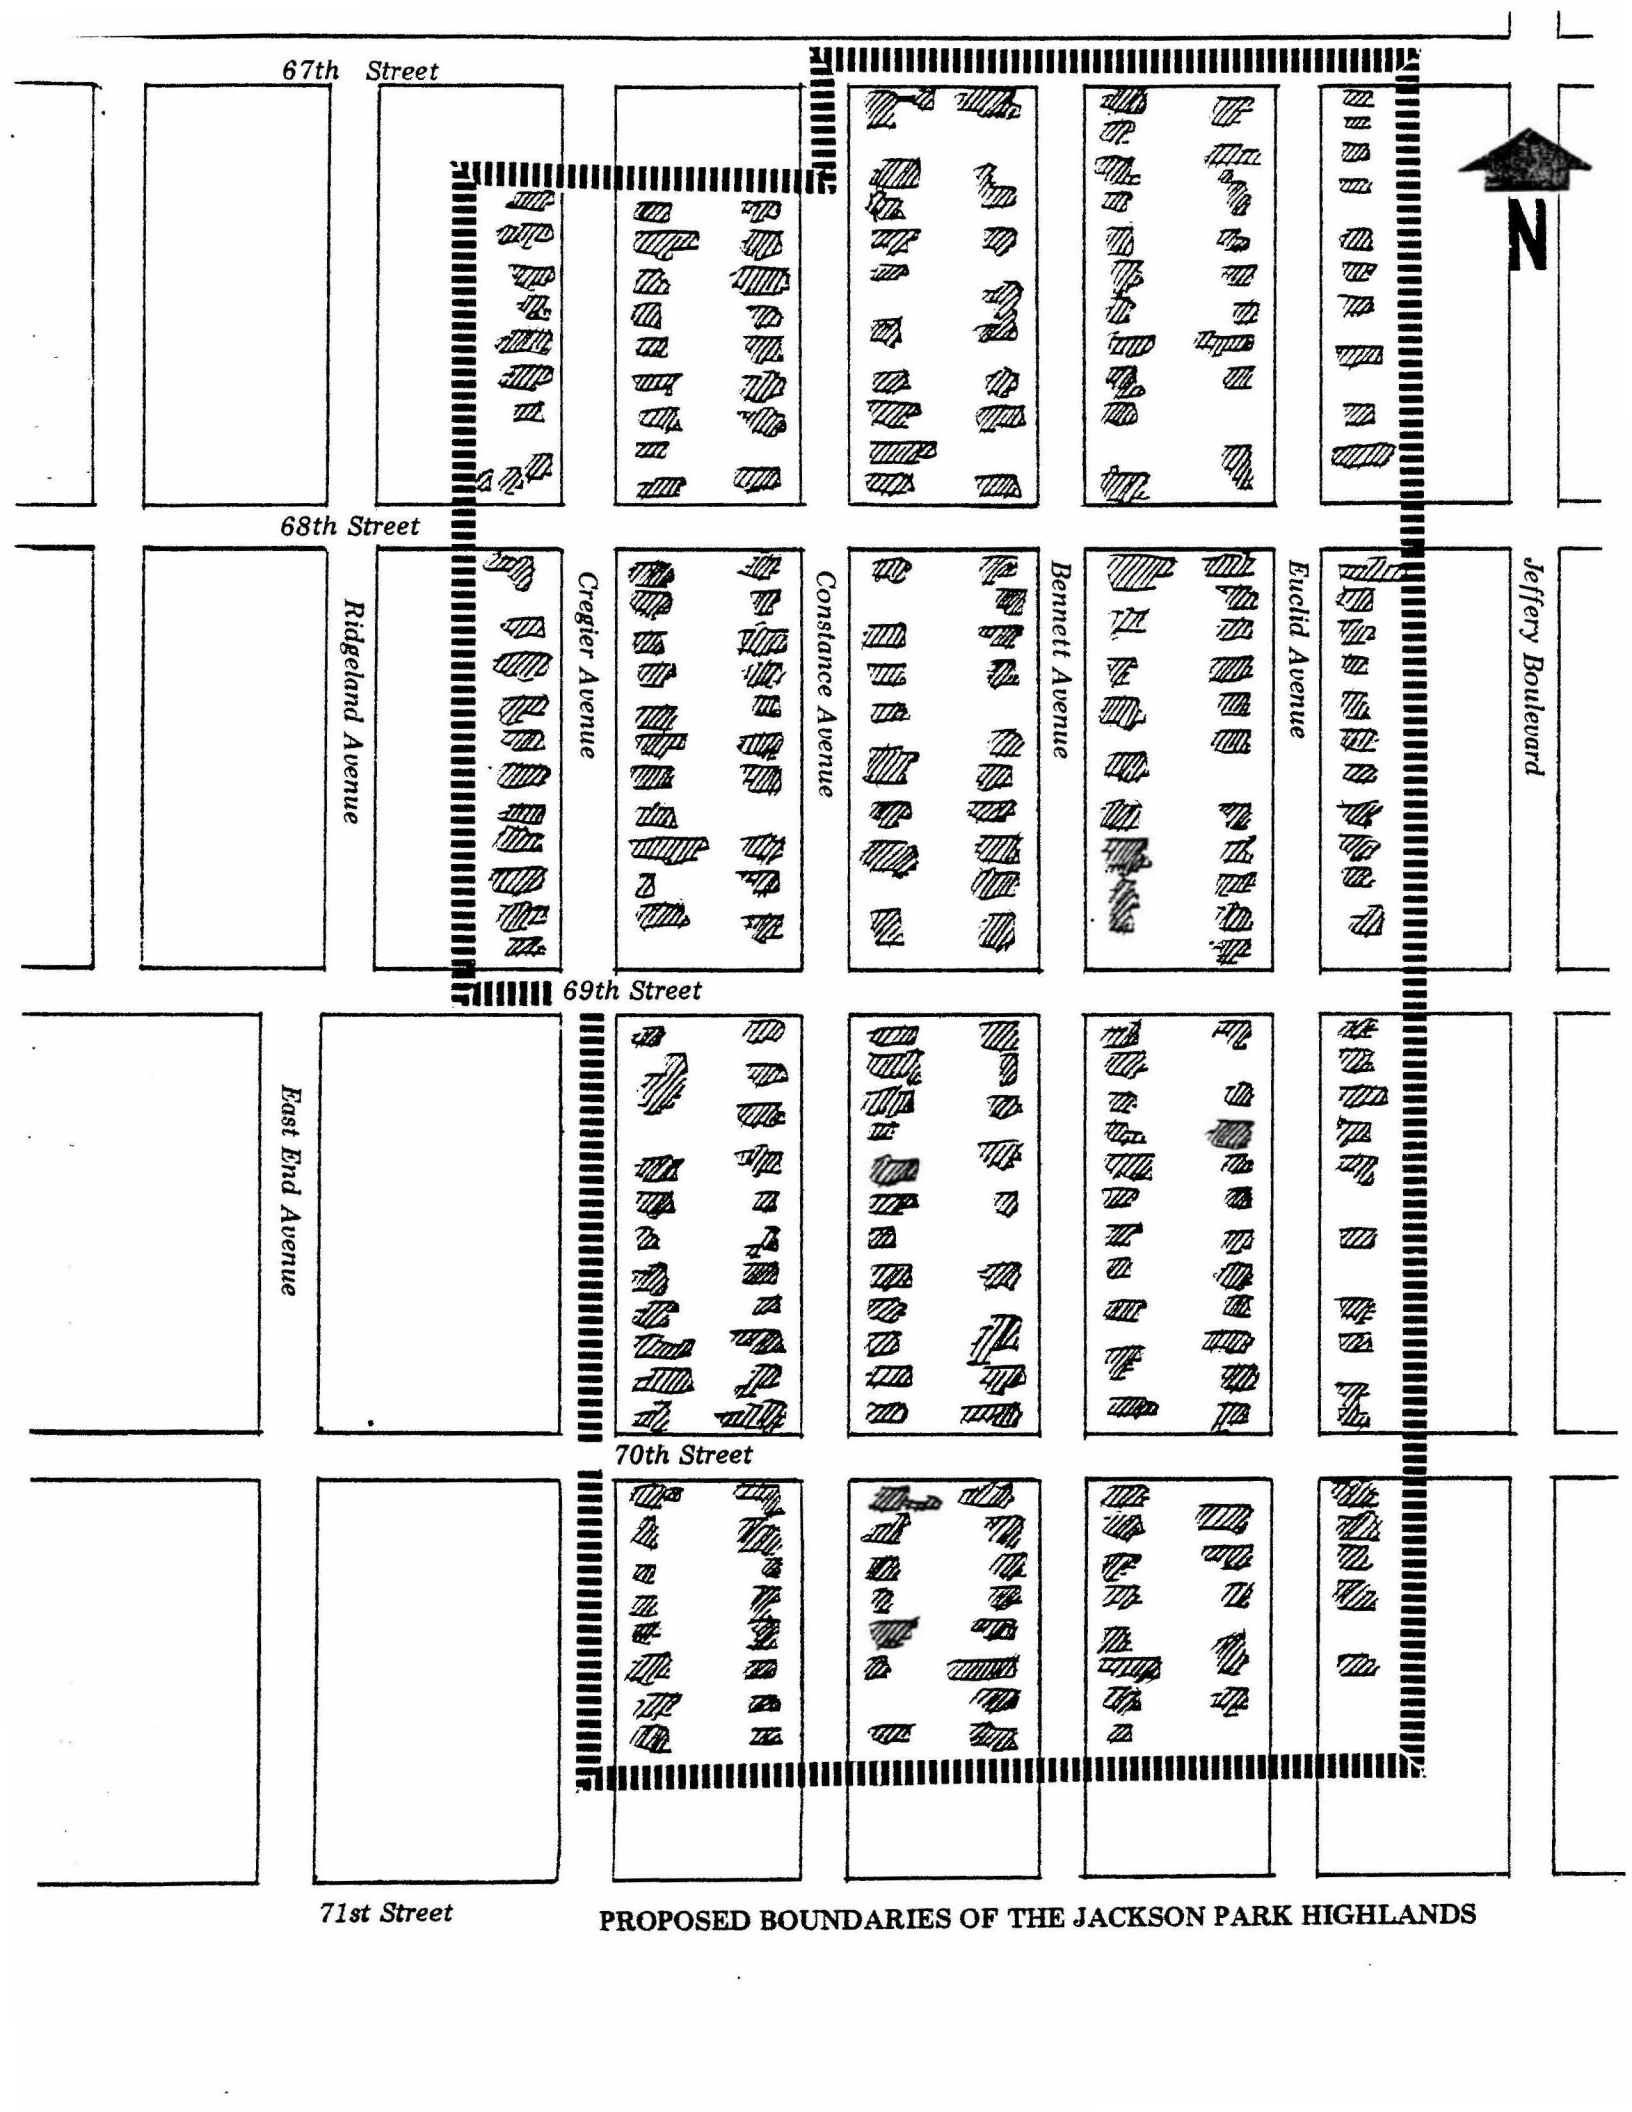 67th Street
N
68th Street
Ridgeland Avenue
Cregier Avenue
Constance Avenue
Bennett Avenue
Euclid Avenue
Jeffery Boulevard
69th Street
East End Avenue
70th Street
71st Street
PROPOSED BOUNDARIES OF THE JACKSON PARK HIGHLANDS